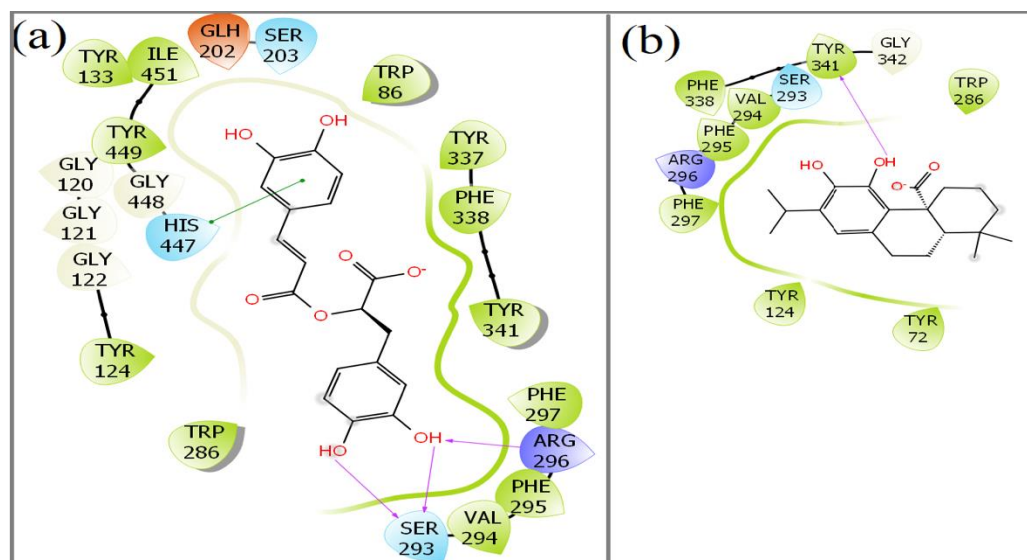 (a)
GLH
202
SER
203
TYR
133
ILE
451
TRP
86
HO
OH
TYR
449
TYR
337
GLY
120
GLY
448
PHE
338
GLY
121
HIS
447
GLY
122
O
O-
O
O
TYR
341
TYR
124
PHE
297
TRP
286
HO
OH
ARG
296
PHE
295
VAL
294
SER
293
(b)
TYR
341
GLY
342
SER
293
PHE
338
VAL
294
TRP
286
PHE
295
ARG
296
HO
OH
O
O-
PHE
297
TYR
124
TYR
72